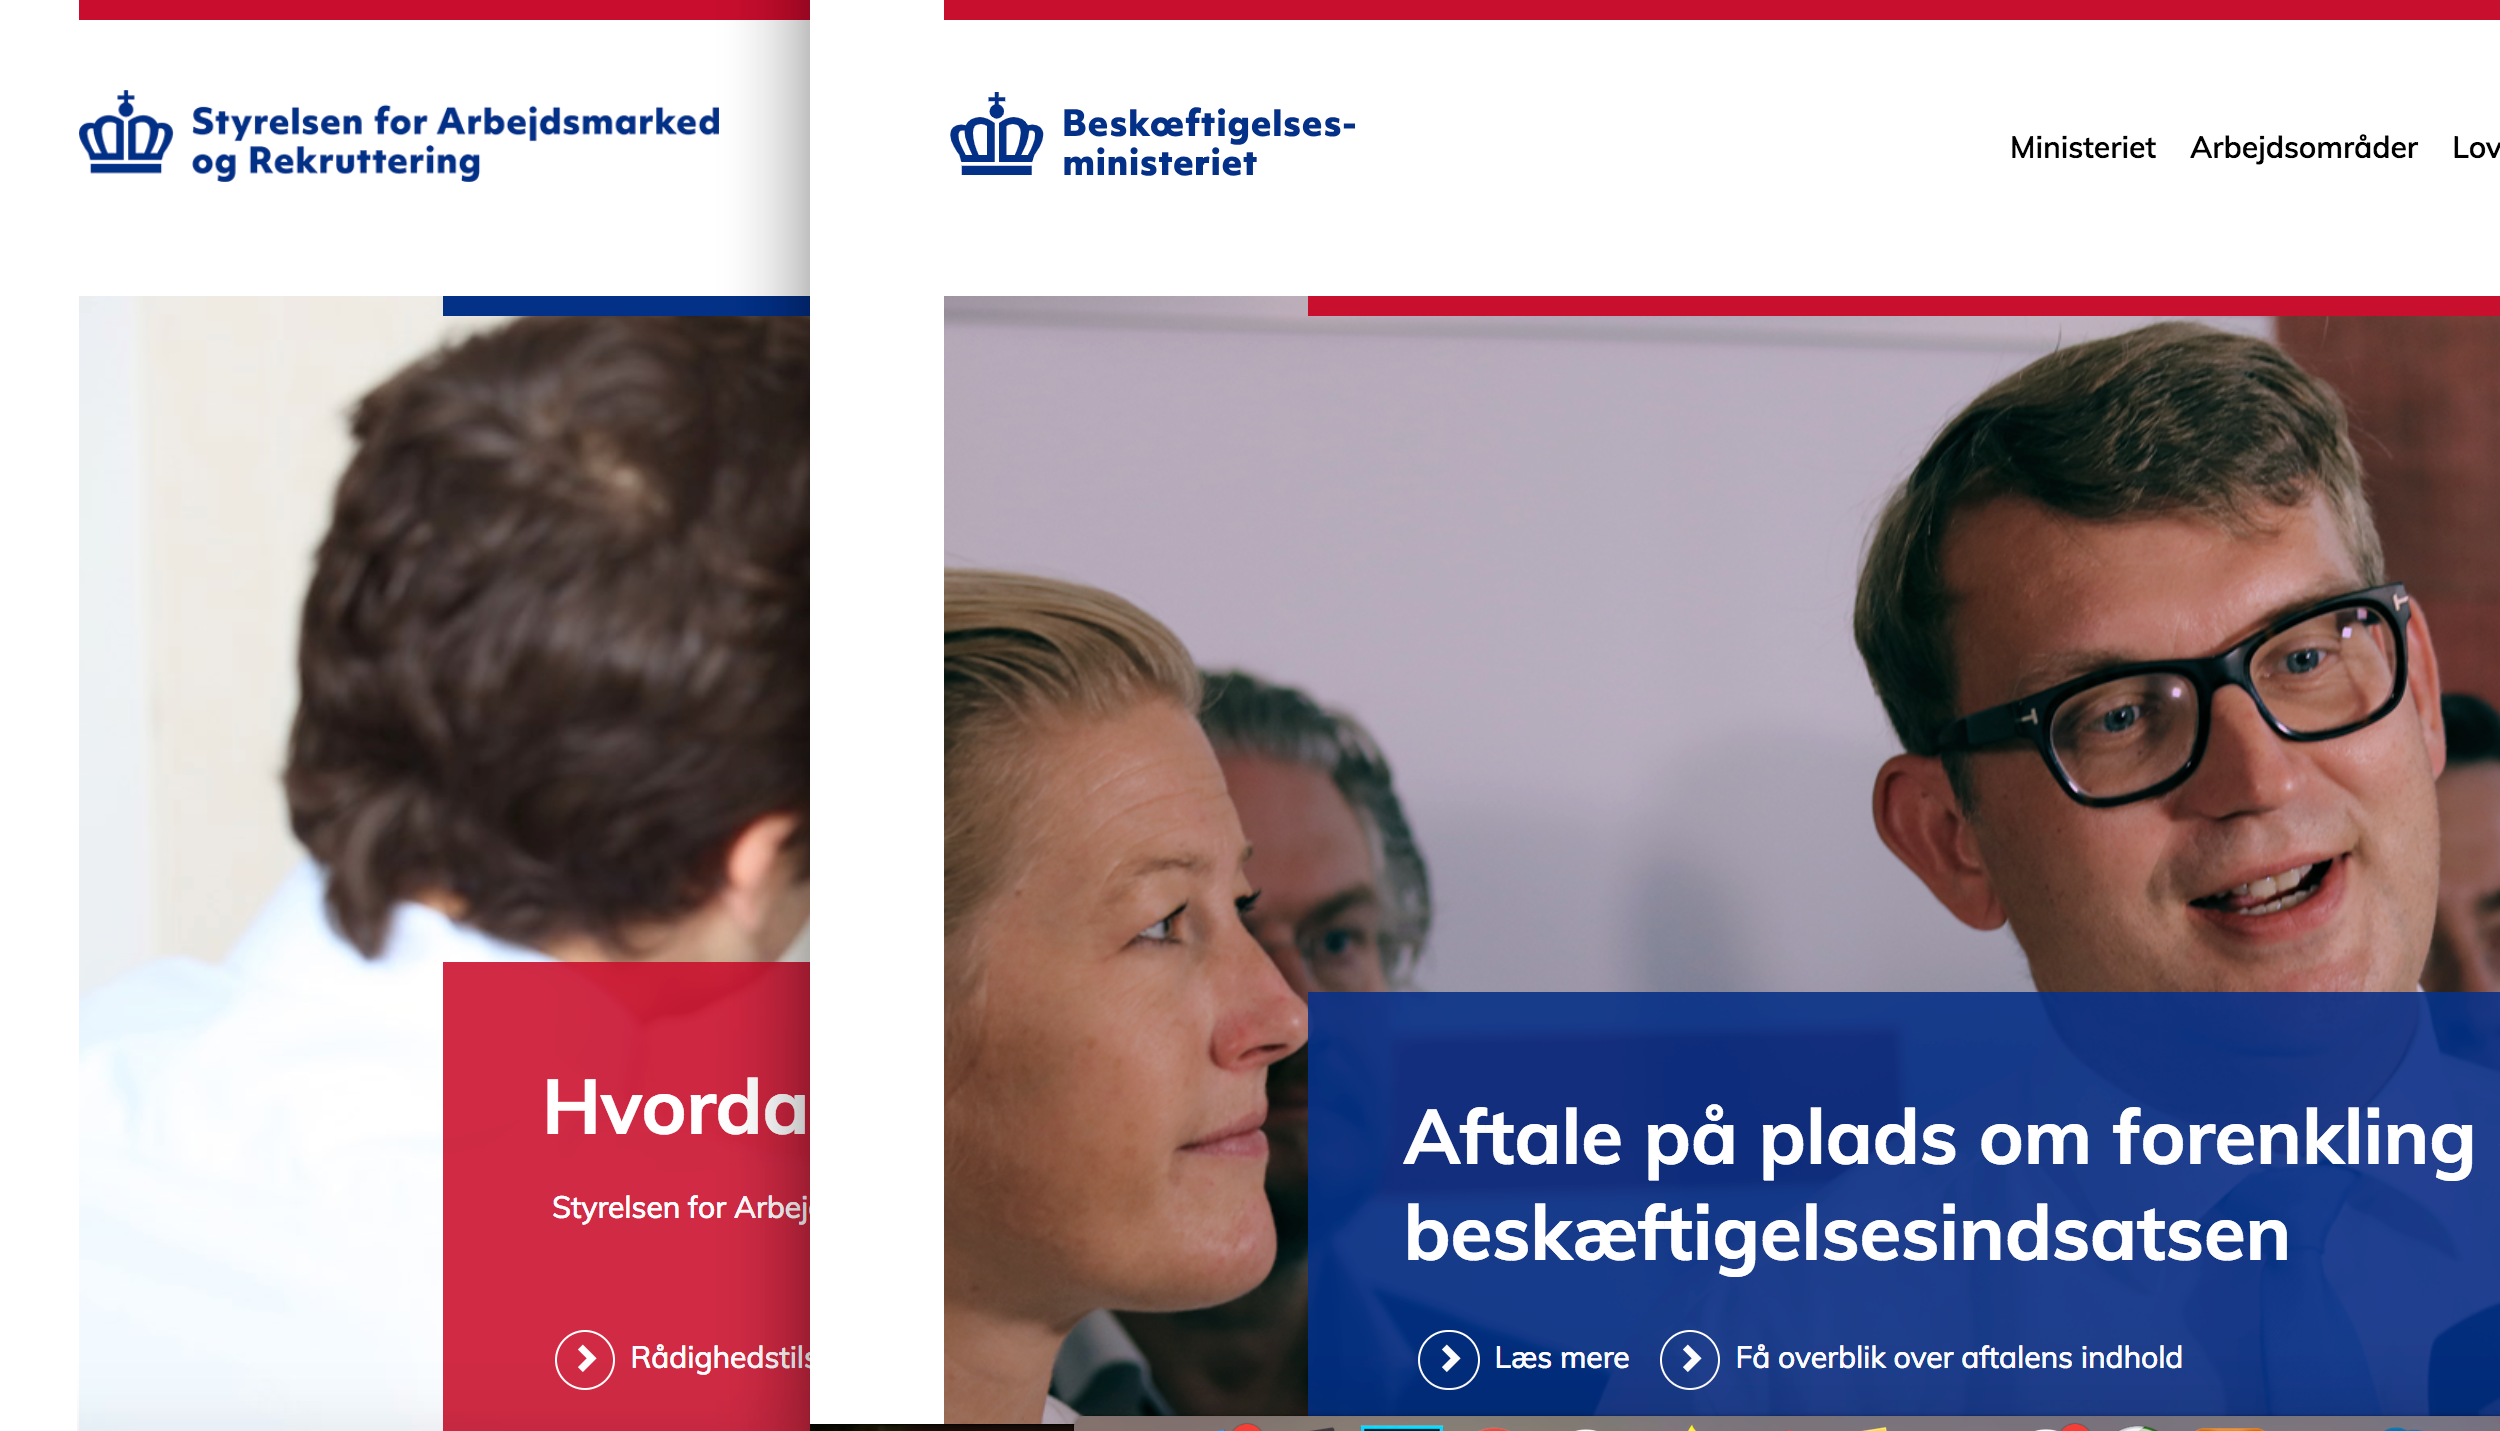 Styrelsen for Arbejdsmarked
og Rekruttering
Hvorda
Styrelsen for Arbej
Rådighedstils
Beskæftigelses-
ministeriet
Ministeriet Arbejdsområder Lov
Aftale på plads om forenkling
beskæftigelsesindsatsen
Læs mere Få overblik over aftalens indhold